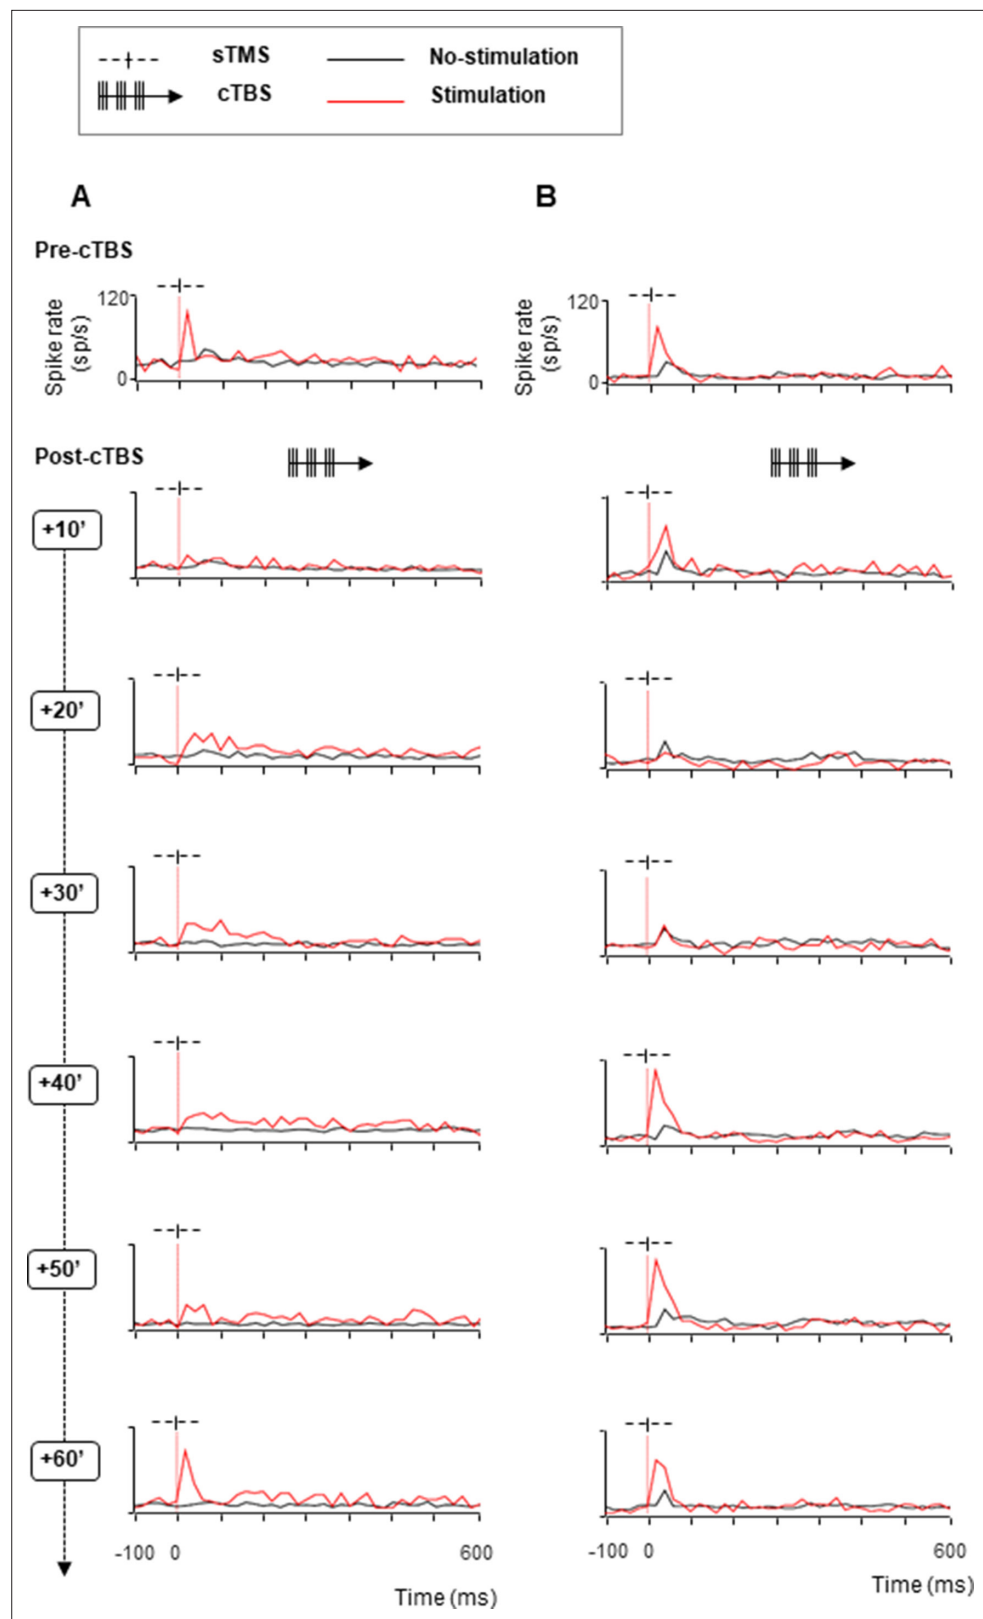 sTMS No-stimulation
cTBS Stimulation
A B
Pre-cTBS
Spike rate
(sp/s)
120
0
Spike rate
(sp/s)
120
0
Post-cTBS
+10’
+20’
+30’
+40’
+50’
+60’
-100 0 600
Time (ms)
-100 0 600
Time (ms)